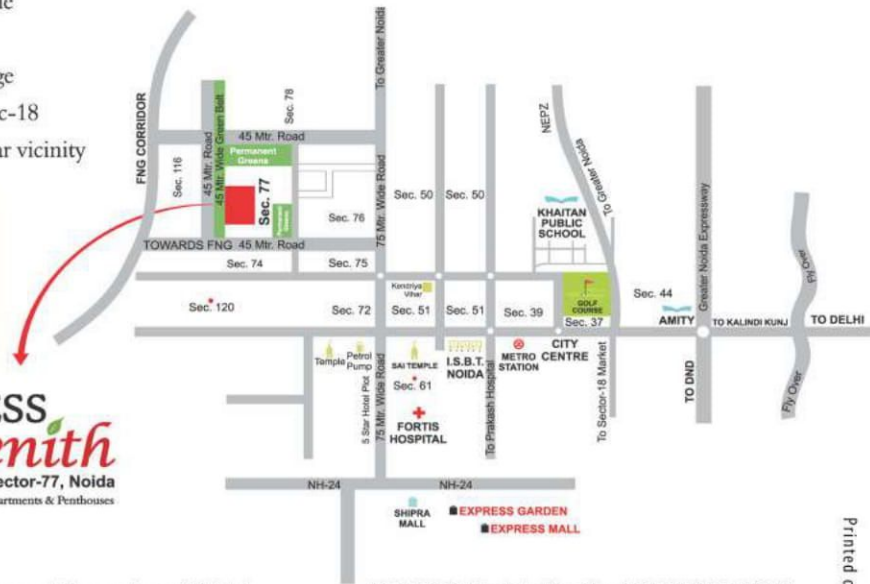 ge
c-18
ar vicinity
FNG CORRIDOR
Sec. 116
45 Mtr. Road
45 Mtr. Wide Green Belt
Sec. 78
45 Mtr. Road
Permanent
Greens
Sec. 77
Permanent
Greens
Sec. 76
To Greater Noida
75 Mtr. Wide Road
Sec. 50
Sec. 50
NEPZ
To Greater Noida
KHAITAN
PUBLIC
SCHOOL
Greater Noida Expressway
Fly Over
TOWARDS FNG 45 Mtr. Road
Sec. 74
Sec. 75
Sec. 120
Sec. 72
Kendriya
Vihar
Sec. 51
Sec. 51
Sec. 39
GOLF
COURSE
Sec. 37
Sec. 44
AMITY
TO KALINDI KUNJ
TO DELHI
Temple
Petrol
Pump
SAI TEMPLE
Sec. 61
I.S.B.T.
NOIDA
METRO
STATION
CITY
CENTRE
5 Star Hotel Plot
75 Mtr. Wide Road
FORTIS
HOSPITAL
To Prakash Hospital
To Sector-18 Market
TO DND
Fly Over
ESS
enith
ector-77, Noida
artments & Penthouses
NH-24
NH-24
SHIPRA
MALL
EXPRESS GARDEN
EXPRESS MALL
Printed